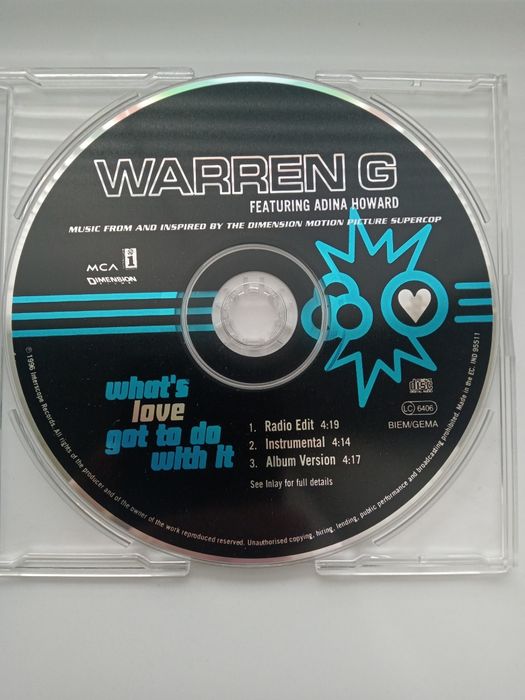 WARREN G
FEATURING ADINA HOWARD
MUSIC FROM AND INSPIRED BY THE DIMENSION MOTION PICTURE SUPERCOP
MCA
DIMENSION
what's
love
got to do
with it
1. Radio Edit 4:19
2. Instrumental 4:14
3. Album Version 4:17
See Inlay for full details
COMPACT
disc
DIGITAL AUDIO
LC 6406
BIEM/GEMA
℗ 1996 Interscope Records. All rights of the producer and of the owner of the work reproduced reserved. Unauthorised copying, hiring, lending, public performance and broadcasting prohibited. Made in the EC. IND 95511